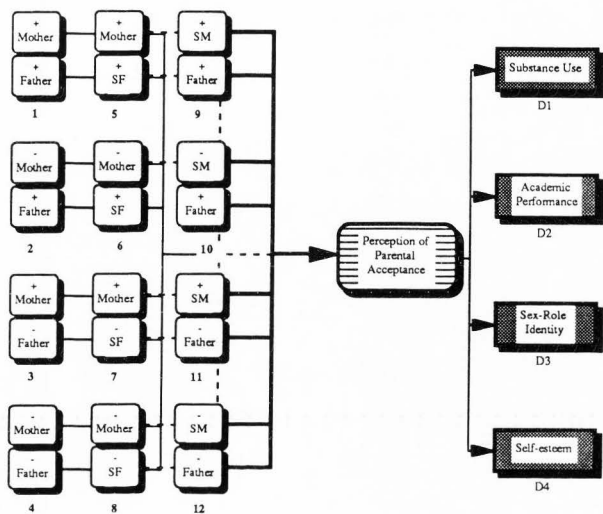 + Mother
+ Mother
+ SM
+ Father
+ SF
+ Father
1
5
9
- Mother
- Mother
- SM
+ Father
+ SF
+ Father
2
6
10
+ Mother
+ Mother
+ SM
- Father
- SF
- Father
3
7
11
- Mother
- Mother
- SM
- Father
- SF
- Father
4
8
12
Perception of
Parental
Acceptance
Substance Use
D1
Academic
Performance
D2
Sex-Role
Identity
D3
Self-esteem
D4